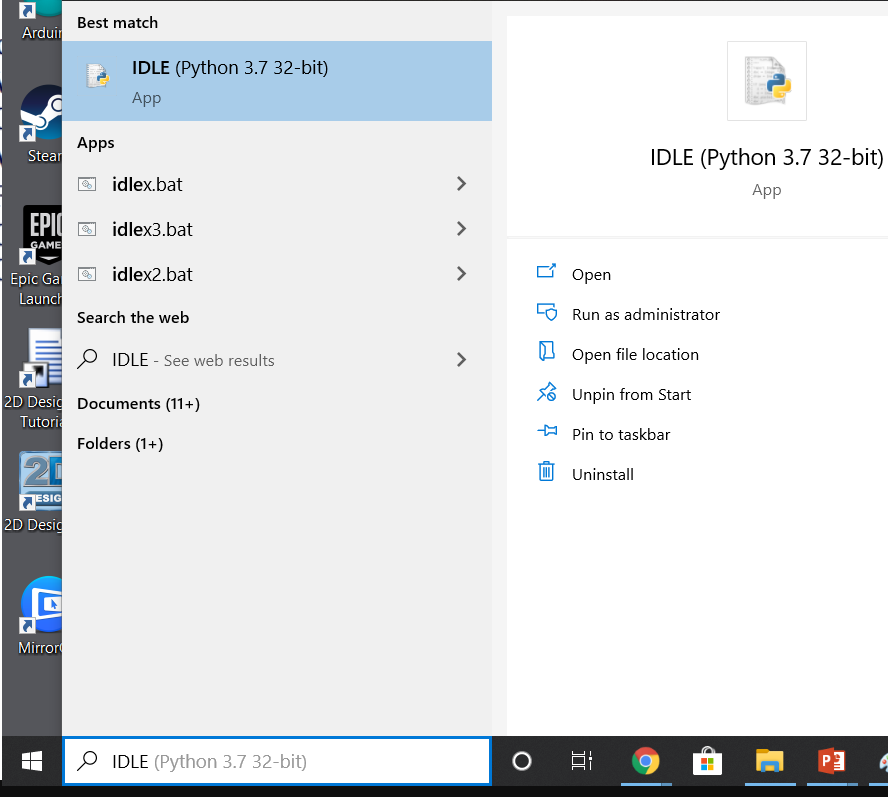 Best match
IDLE (Python 3.7 32-bit)
App
Apps
idlex.bat
idlex3.bat
idlex2.bat
Search the web
IDLE - See web results
Documents (11+)
Folders (1+)
IDLE (Python 3.7 32-bit)
App
Open
Run as administrator
Open file location
Unpin from Start
Pin to taskbar
Uninstall
Ardui
Stear
EPIC
GAME
Epic Ga
Launch
2D Desig
Tutoria
2D
ESIG
2D Desig
Mirror
IDLE (Python 3.7 32-bit)
P